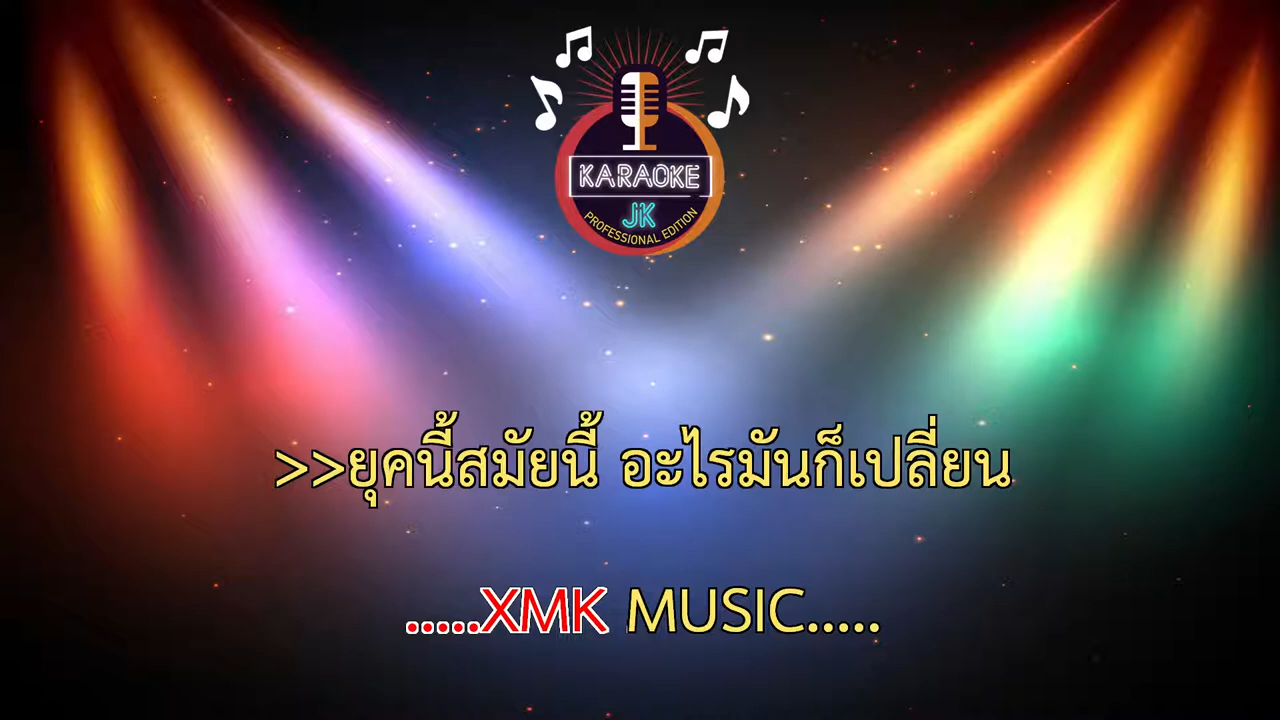 KARAOKE
JK
PROFESSIONAL EDITION
>>ยุคนี้สมัยนี้ อะไรมันก็เปลี่ยน
.....XMK MUSIC.....